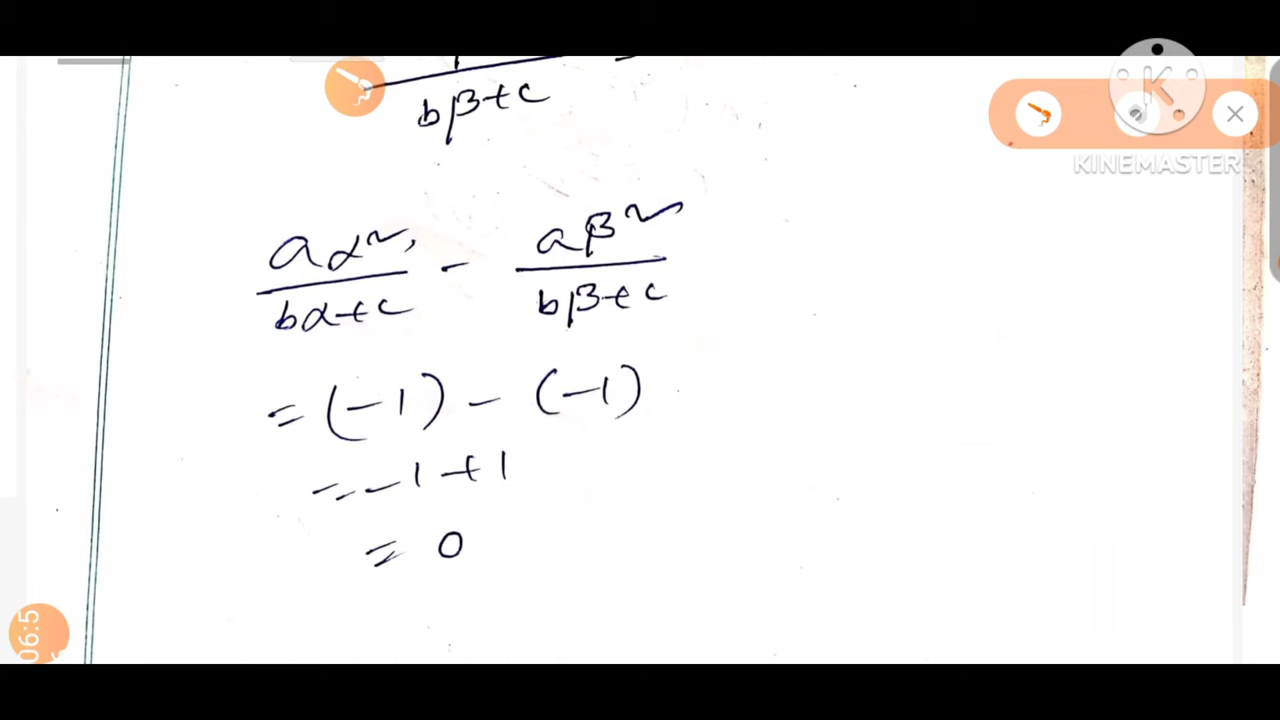 bβ+c
KINEMASTER
aα² / bα+c - aβ² / bβ+c
= (-1) - (-1)
= -1 +1
= 0
06:5